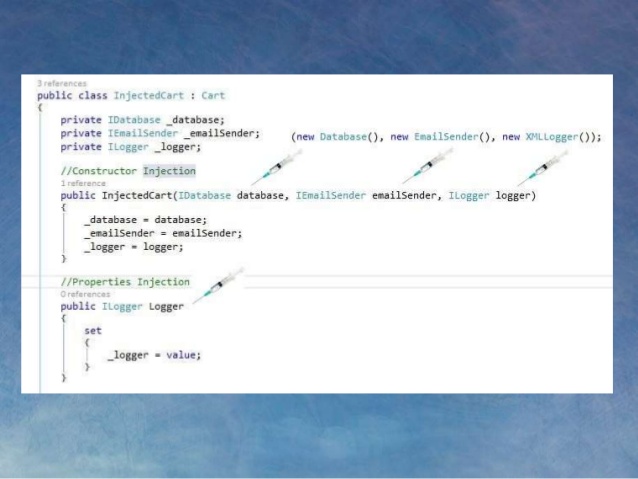 3 references
public class InjectedCart : Cart
{
private IDatabase _database;
private IEmailSender _emailSender;
(new Database(), new EmailSender(), new XMLLogger());
private ILogger _logger;
//Constructor Injection
1 reference
public InjectedCart(IDatabase database, IEmailSender emailSender, ILogger logger)
{
_database = database;
_emailSender = emailSender;
_logger = logger;
}
//Properties Injection
0 references
public ILogger Logger
{
set
{
_logger = value;
}
}